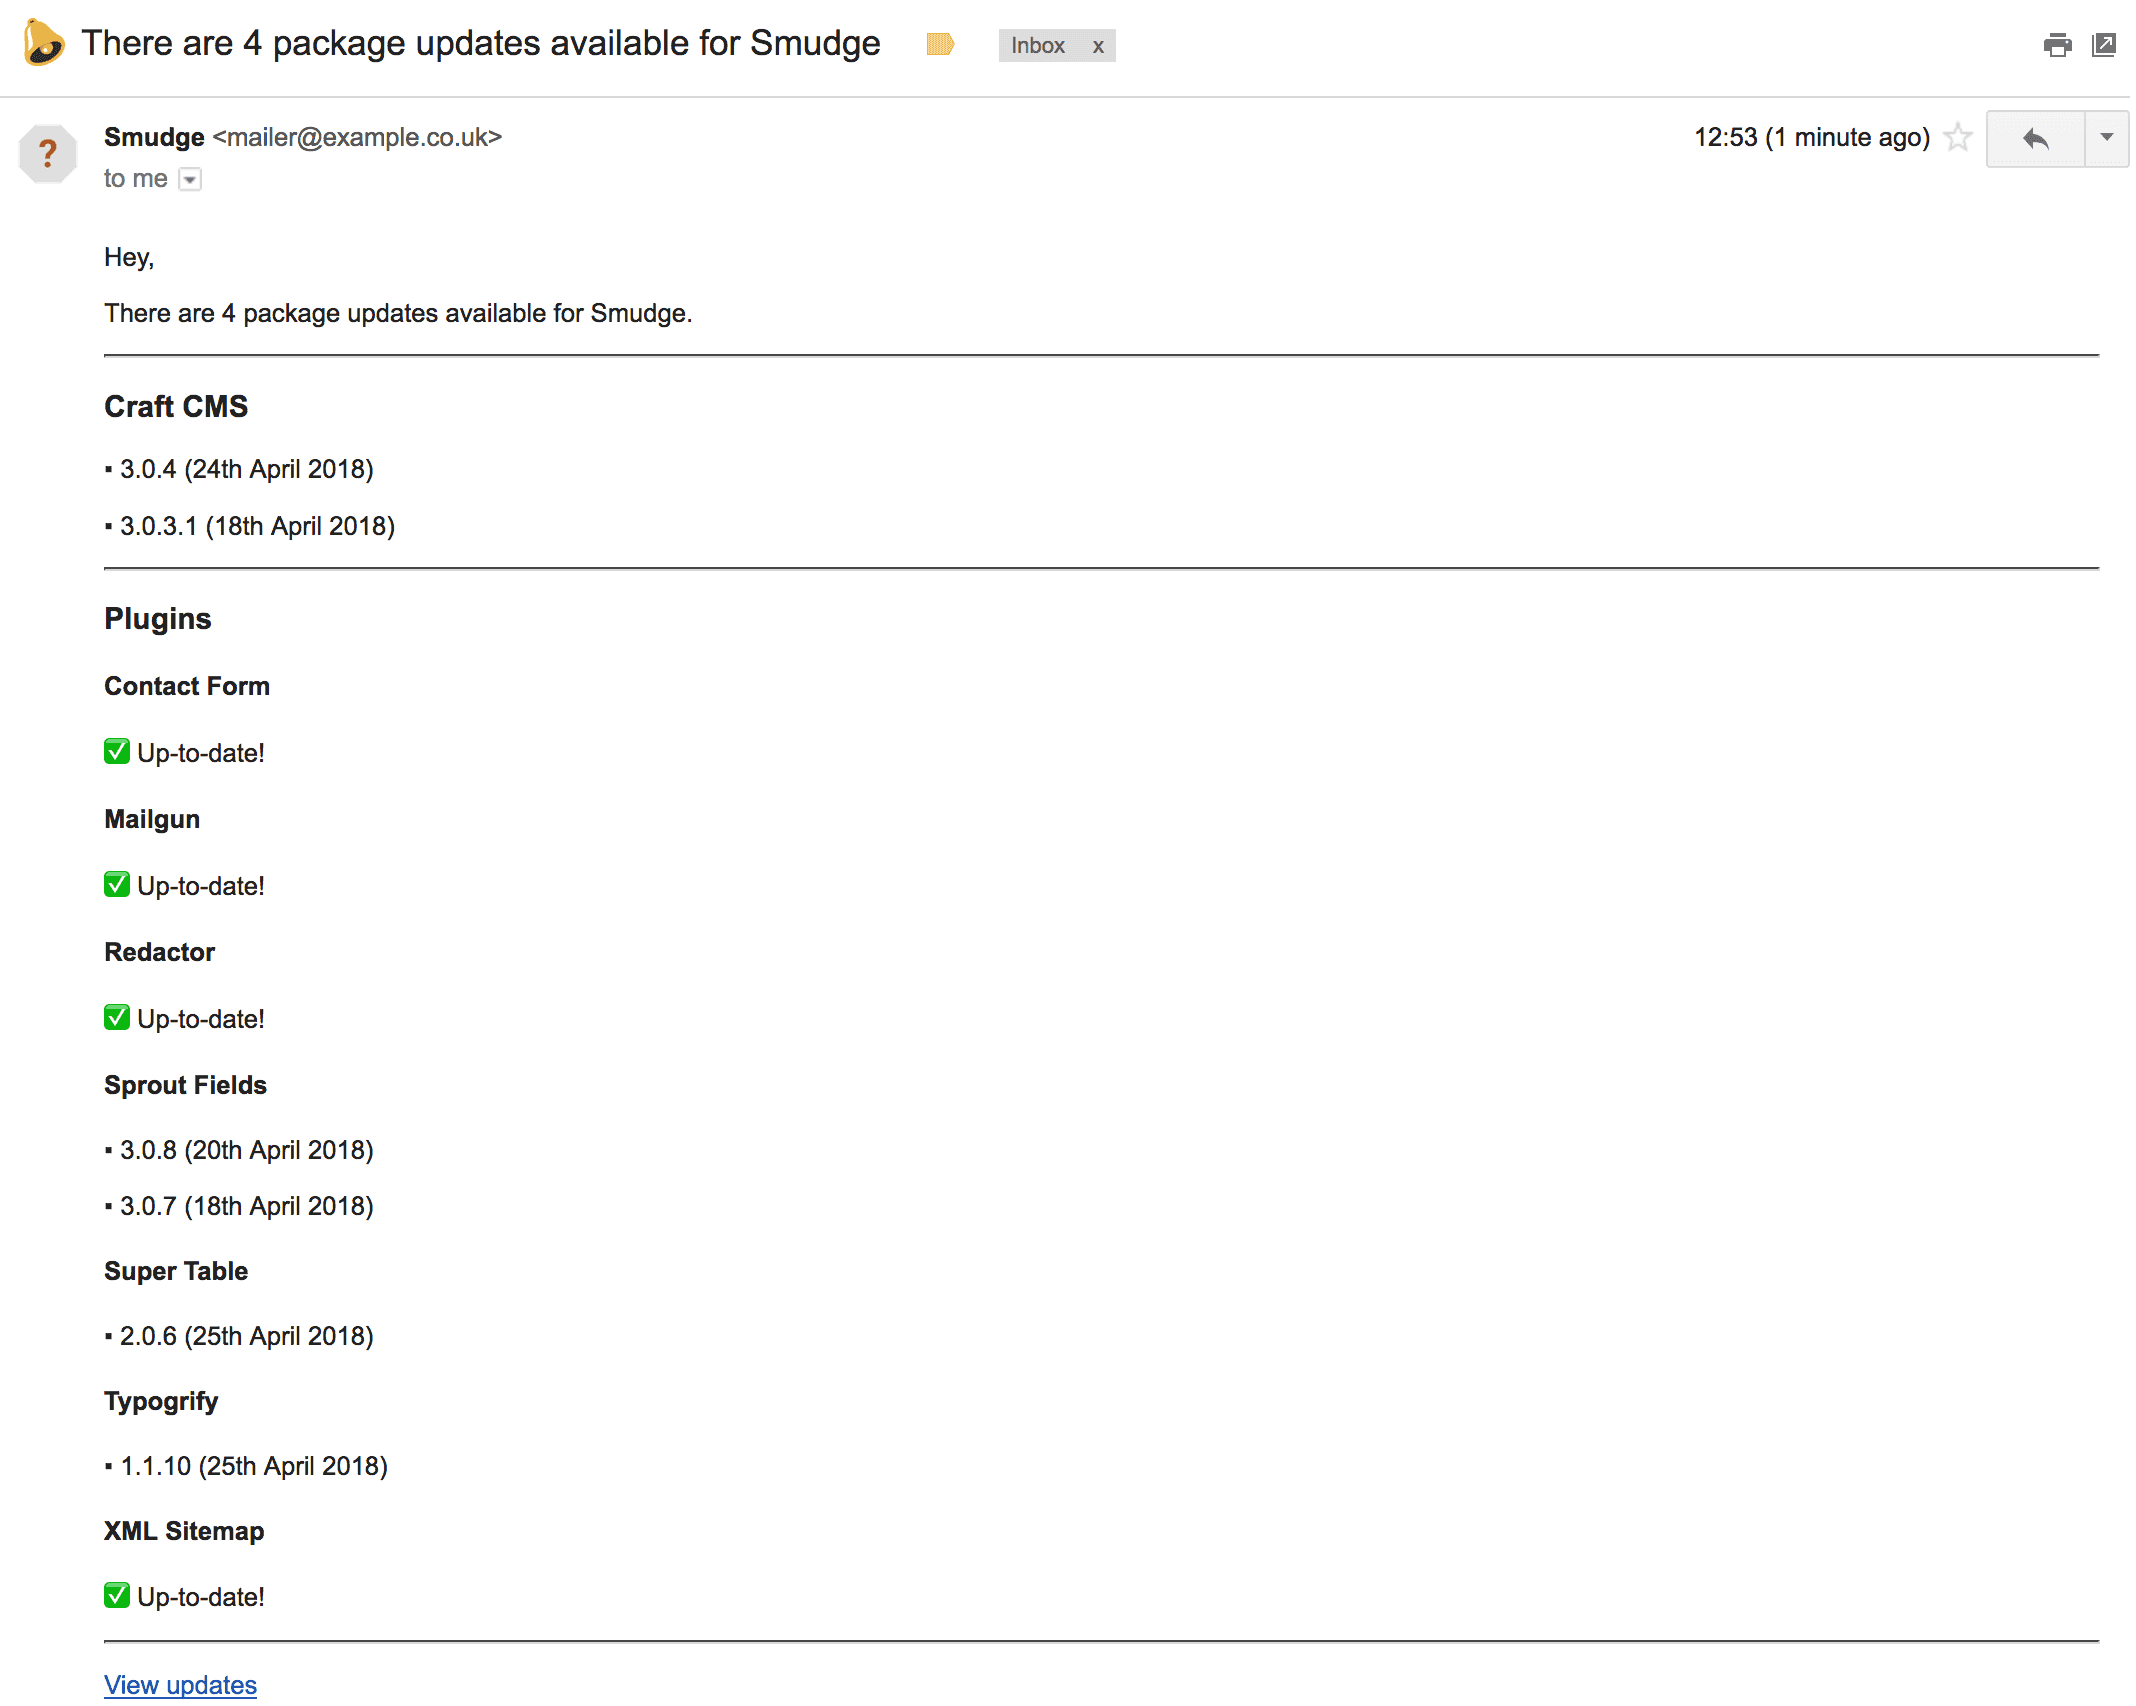 There are 4 package updates available for Smudge
Inbox x
Smudge <mailer@example.co.uk>
12:53 (1 minute ago)
to me
Hey,
There are 4 package updates available for Smudge.
Craft CMS
▪ 3.0.4 (24th April 2018)
▪ 3.0.3.1 (18th April 2018)
Plugins
Contact Form
✅ Up-to-date!
Mailgun
✅ Up-to-date!
Redactor
✅ Up-to-date!
Sprout Fields
▪ 3.0.8 (20th April 2018)
▪ 3.0.7 (18th April 2018)
Super Table
▪ 2.0.6 (25th April 2018)
Typogrify
▪ 1.1.10 (25th April 2018)
XML Sitemap
✅ Up-to-date!
View updates